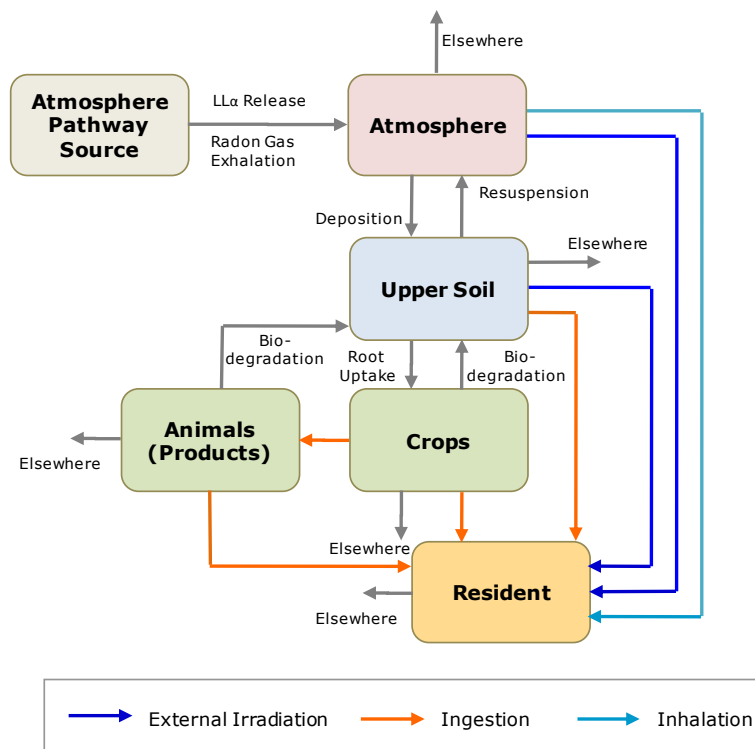 Elsewhere
Atmosphere
Pathway
Source
LLα Release
Radon Gas
Exhalation
Atmosphere
Deposition
Resuspension
Upper Soil
Elsewhere
Bio-
degradation
Root
Uptake
Bio-
degradation
Animals
(Products)
Crops
Elsewhere
Elsewhere
Resident
Elsewhere
External Irradiation
Ingestion
Inhalation